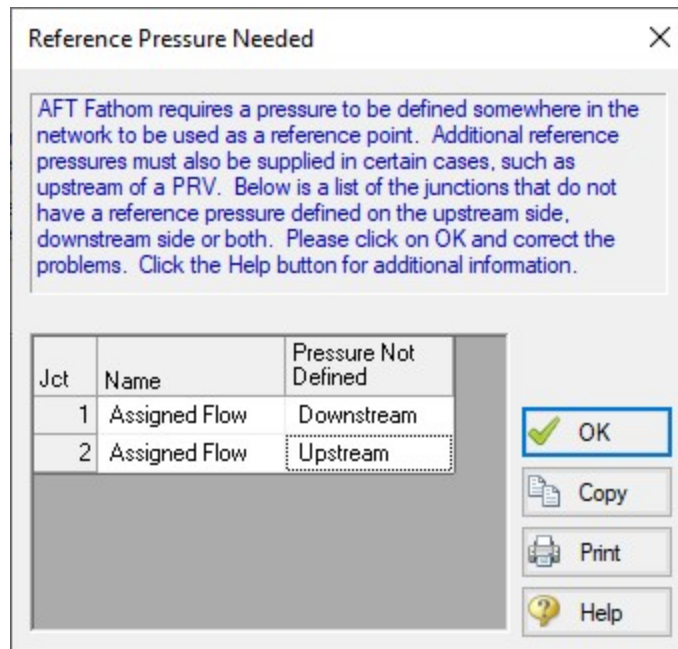 Reference Pressure Needed
AFT Fathom requires a pressure to be defined somewhere in the
network to be used as a reference point. Additional reference
pressures must also be supplied in certain cases, such as
upstream of a PRV. Below is a list of the junctions that do not
have a reference pressure defined on the upstream side,
downstream side or both. Please click on OK and correct the
problems. Click the Help button for additional information.
Jct Name Pressure Not Defined
1 Assigned Flow Downstream
2 Assigned Flow Upstream
OK
Copy
Print
Help